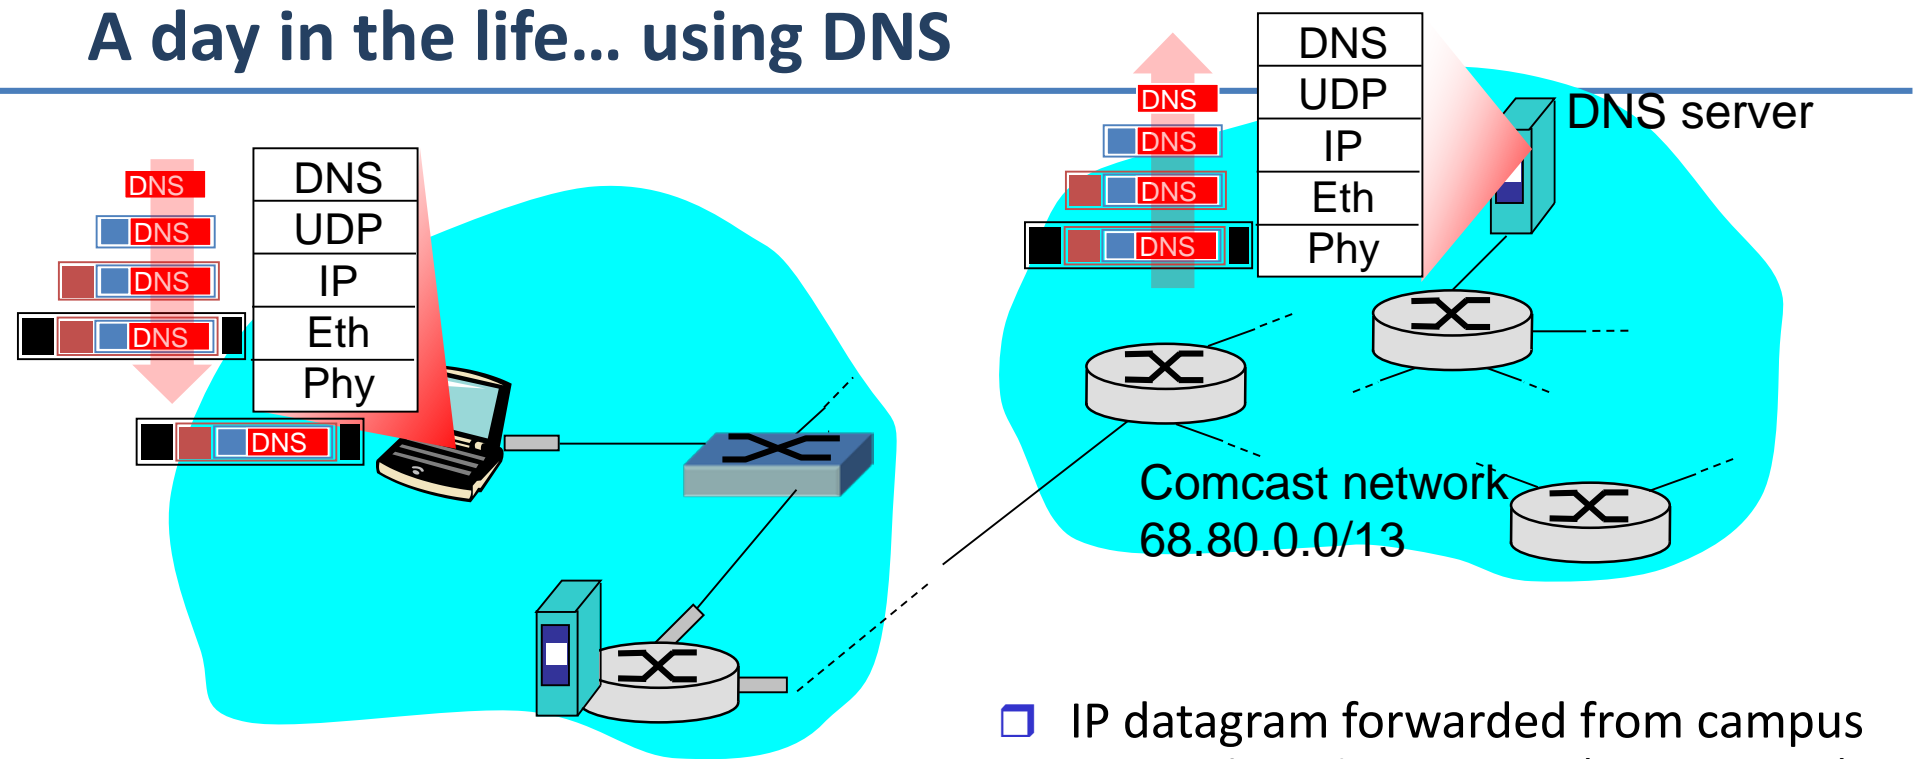 A day in the life… using DNS
DNS
DNS
DNS
DNS
DNS
UDP
IP
Eth
Phy
DNS
DNS
DNS
DNS
DNS
DNS
UDP
IP
Eth
Phy
DNS server
Comcast network
68.80.0.0/13
IP datagram forwarded from campus